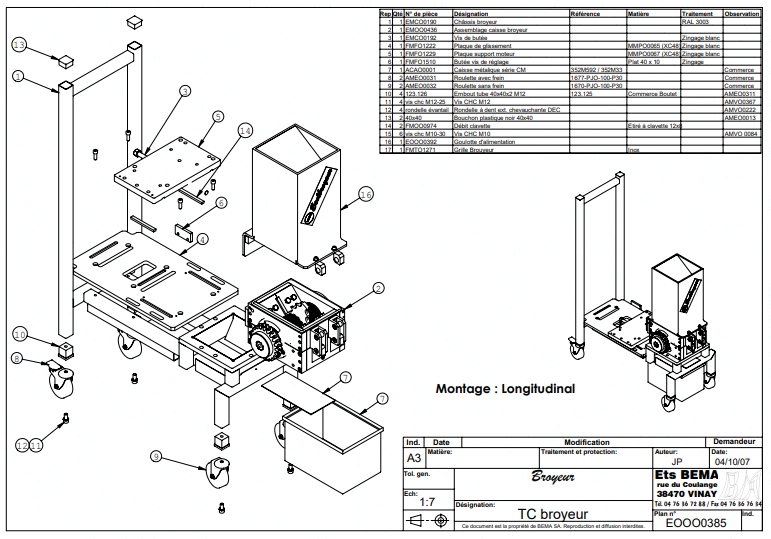 Rep Qté N° de pièce Désignation Référence Matière Traitement Observation
1 1 EMCO0190 Châssis broyeur RAL 3003
2 1 EOOO0436 Assemblage caisse broyeur
3 1 EMCO0192 Vis de butée Zingage blanc
4 1 FMFO1222 Plaque de glissement MMPO0065 (XC48) Zingage blanc
5 1 FMFO1219 Plaque support moteur MMPO0067 (XC48) Zingage blanc
6 1 FMFO1510 Butée vis de réglage Plat 40 x 10 Zingage
7 1 ACAO0001 Caisse métalique série CM 352M592 / 352M33 Commerce
8 2 AMEO0031 Roulette avec frein 1677-PJO-100-P30 Commerce
9 2 AMEO0032 Roulette sans frein 1670-PJO-100-P30 Commerce
10 4 123.126 Embout tube 40x40x2 M12 123.125 Commerce Boutet AMEO0311
11 4 vis chc M12-25 Vis CHC M12 AMVO0367
12 4 rondelle éventail Rondelle à dent ext. chevauchante DEC AMVO0222
13 2 40x40 Bouchon plastique noir 40x40 AMEO0013
14 2 FMOO0974 Débit clavette Etiré à clavette 12x8
15 6 vis chc M10-30 Vis CHC M10 AMVO 0084
16 1 EOOO0392 Goulotte d'alimentation
17 1 FMTO1271 Grille Broyeur Inox
13
1
3
5
14
6
4
16
2
10
8
12 11
9
7
7
Montage : Longitudinal
Ind. Date Modification Demandeur
A3 Matière: Traitement et protection: Auteur: JP Date: 04/10/07
Tol. gen. Broyeur Ets BEMA
rue du Coulange
38470 VINAY
Tél. 04 76 36 72 88 / Fax 04 76 36 76 34
Ech: 1:7
Désignation: TC broyeur
Plan n° EOOO0385 Ind.
Ce document est la propriété de BEMA SA. Reproduction et diffusion interdites.